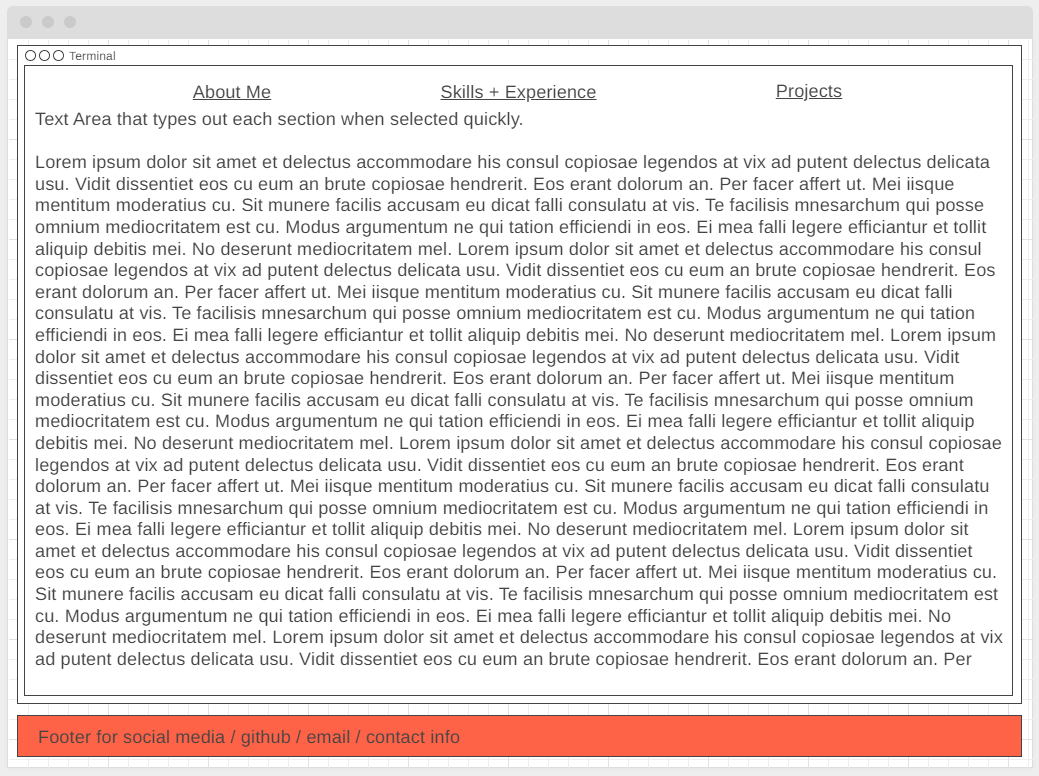 Terminal
About Me Skills + Experience Projects
Text Area that types out each section when selected quickly.
Lorem ipsum dolor sit amet et delectus accommodare his consul copiosae legendos at vix ad putent delectus delicata
usu. Vidit dissentiet eos cu eum an brute copiosae hendrerit. Eos erant dolorum an. Per facer affert ut. Mei iisque
mentitum moderatius cu. Sit munere facilis accusam eu dicat falli consulatu at vis. Te facilisis mnesarchum qui posse
omnium mediocritatem est cu. Modus argumentum ne qui tation efficiendi in eos. Ei mea falli legere efficiantur et tollit
aliquip debitis mei. No deserunt mediocritatem mel. Lorem ipsum dolor sit amet et delectus accommodare his consul
copiosae legendos at vix ad putent delectus delicata usu. Vidit dissentiet eos cu eum an brute copiosae hendrerit. Eos
erant dolorum an. Per facer affert ut. Mei iisque mentitum moderatius cu. Sit munere facilis accusam eu dicat falli
consulatu at vis. Te facilisis mnesarchum qui posse omnium mediocritatem est cu. Modus argumentum ne qui tation
efficiendi in eos. Ei mea falli legere efficiantur et tollit aliquip debitis mei. No deserunt mediocritatem mel. Lorem ipsum
dolor sit amet et delectus accommodare his consul copiosae legendos at vix ad putent delectus delicata usu. Vidit
dissentiet eos cu eum an brute copiosae hendrerit. Eos erant dolorum an. Per facer affert ut. Mei iisque mentitum
moderatius cu. Sit munere facilis accusam eu dicat falli consulatu at vis. Te facilisis mnesarchum qui posse omnium
mediocritatem est cu. Modus argumentum ne qui tation efficiendi in eos. Ei mea falli legere efficiantur et tollit aliquip
debitis mei. No deserunt mediocritatem mel. Lorem ipsum dolor sit amet et delectus accommodare his consul copiosae
legendos at vix ad putent delectus delicata usu. Vidit dissentiet eos cu eum an brute copiosae hendrerit. Eos erant
dolorum an. Per facer affert ut. Mei iisque mentitum moderatius cu. Sit munere facilis accusam eu dicat falli consulatu
at vis. Te facilisis mnesarchum qui posse omnium mediocritatem est cu. Modus argumentum ne qui tation efficiendi in
eos. Ei mea falli legere efficiantur et tollit aliquip debitis mei. No deserunt mediocritatem mel. Lorem ipsum dolor sit
amet et delectus accommodare his consul copiosae legendos at vix ad putent delectus delicata usu. Vidit dissentiet
eos cu eum an brute copiosae hendrerit. Eos erant dolorum an. Per facer affert ut. Mei iisque mentitum moderatius cu.
Sit munere facilis accusam eu dicat falli consulatu at vis. Te facilisis mnesarchum qui posse omnium mediocritatem est
cu. Modus argumentum ne qui tation efficiendi in eos. Ei mea falli legere efficiantur et tollit aliquip debitis mei. No
deserunt mediocritatem mel. Lorem ipsum dolor sit amet et delectus accommodare his consul copiosae legendos at vix
ad putent delectus delicata usu. Vidit dissentiet eos cu eum an brute copiosae hendrerit. Eos erant dolorum an. Per
Footer for social media / github / email / contact info